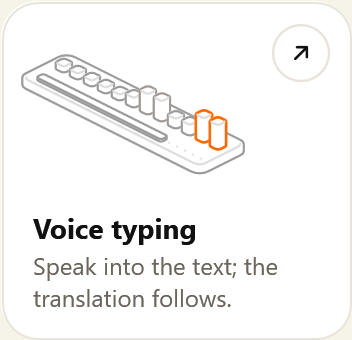 Voice typing
Speak into the text; the
translation follows.